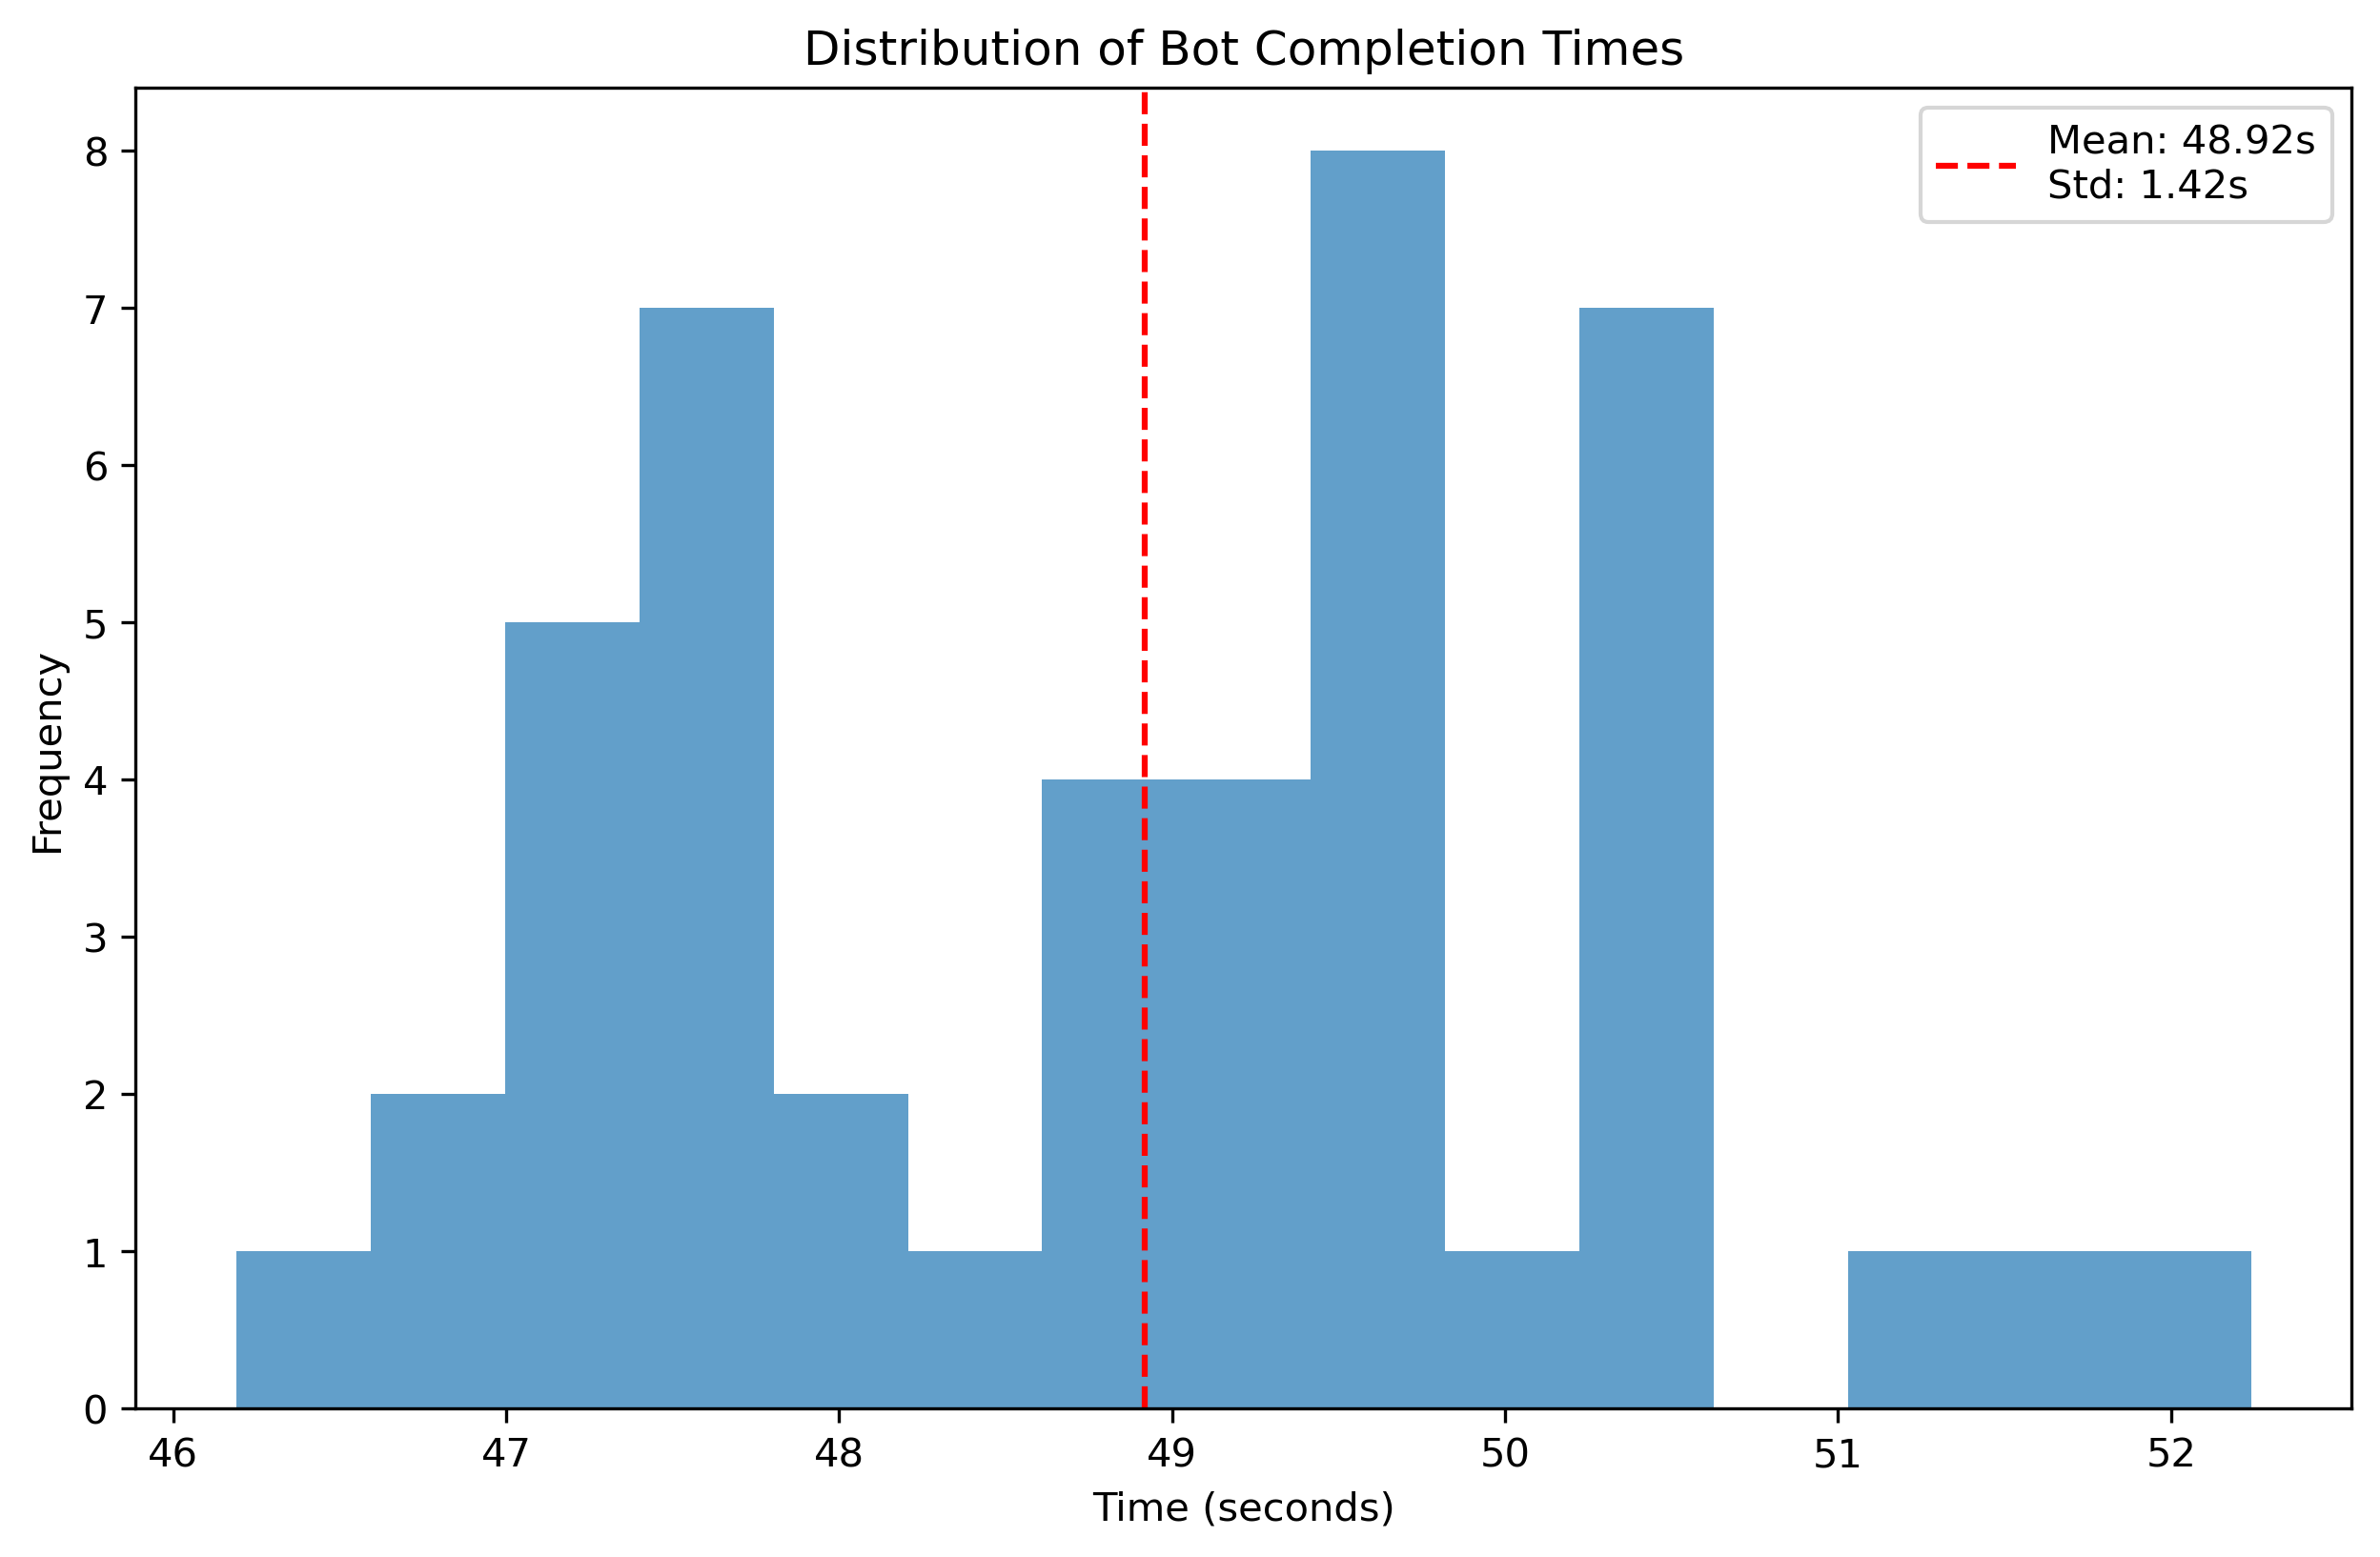 Distribution of Bot Completion Times
Mean: 48.92s
Std: 1.42s
8
7
6
5
4
3
2
1
0
Frequency
46 47 48 49 50 51 52
Time (seconds)